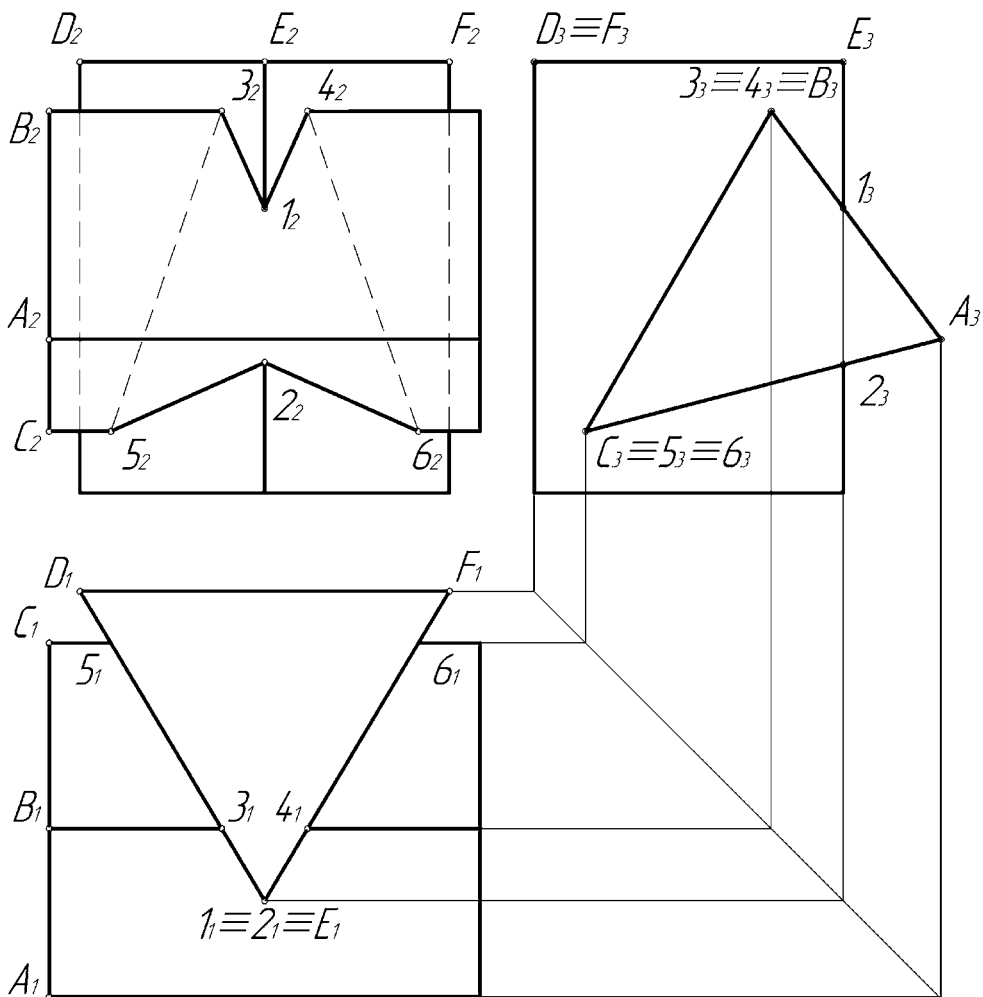 D₂ E₂ F₂ D₃≡F₃ E₃
3₂ 4₂ 3₃≡4₃≡B₃
B₂
1₂ 1₃
A₂ A₃
2₂ 2₃
C₂ 5₂ 6₂ C₃≡5₃≡6₃
D₁ F₁
C₁
5₁ 6₁
B₁ 3₁ 4₁
1₁≡2₁≡E₁
A₁